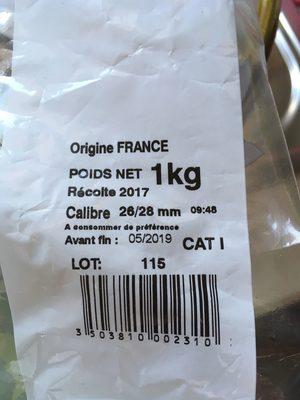 Origine FRANCE
POIDS NET 1kg
Récolte 2017
Calibre 26/28 mm 09:48
A consommer de préférence
Avant fin : 05/2019 CAT I
LOT: 115
3 503810 002310